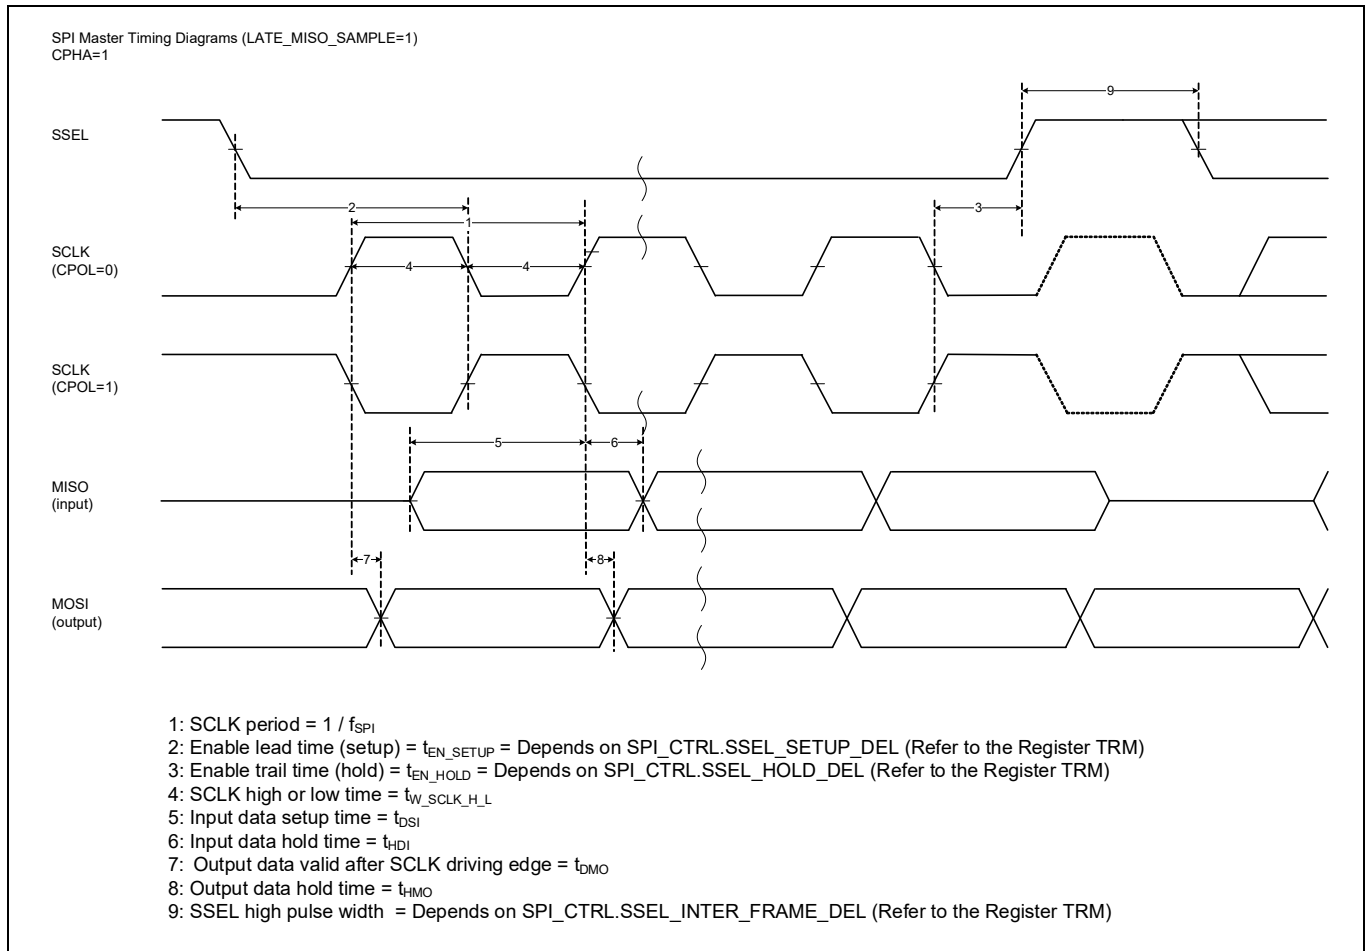 SPI Master Timing Diagrams (LATE_MISO_SAMPLE=1)
CPHA=1
9
SSEL
2
3
1
SCLK
(CPOL=0)
4
4
SCLK
(CPOL=1)
5
6
MISO
(input)
7
8
MOSI
(output)
1: SCLK period = 1 / fSPI
2: Enable lead time (setup) = tEN_SETUP = Depends on SPI_CTRL.SSEL_SETUP_DEL (Refer to the Register TRM)
3: Enable trail time (hold) = tEN_HOLD = Depends on SPI_CTRL.SSEL_HOLD_DEL (Refer to the Register TRM)
4: SCLK high or low time = tW_SCLK_H_L
5: Input data setup time = tDSI
6: Input data hold time = tHDI
7: Output data valid after SCLK driving edge = tDMO
8: Output data hold time = tHMO
9: SSEL high pulse width = Depends on SPI_CTRL.SSEL_INTER_FRAME_DEL (Refer to the Register TRM)